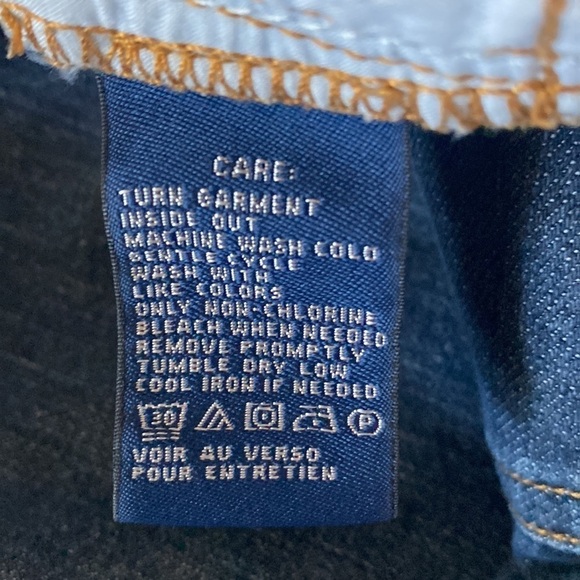 CARE:
TURN GARMENT
INSIDE OUT
MACHINE WASH COLD
GENTLE CYCLE
WASH WITH
LIKE COLORS
ONLY NON-CHLORINE
BLEACH WHEN NEEDED
REMOVE PROMPTLY
TUMBLE DRY LOW
COOL IRON IF NEEDED
30 P
VOIR AU VERSO
POUR ENTRETIEN